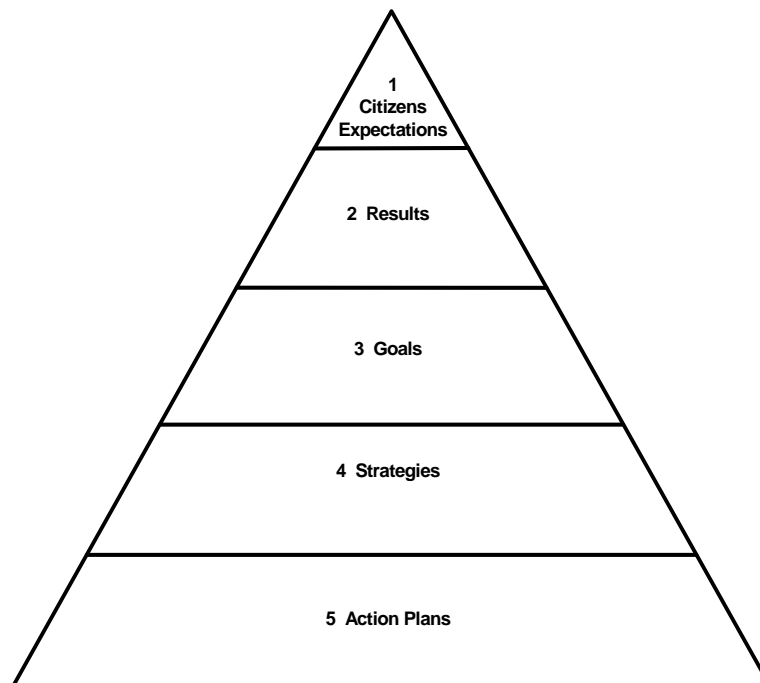 1
Citizens
Expectations
2 Results
3 Goals
4 Strategies
5 Action Plans